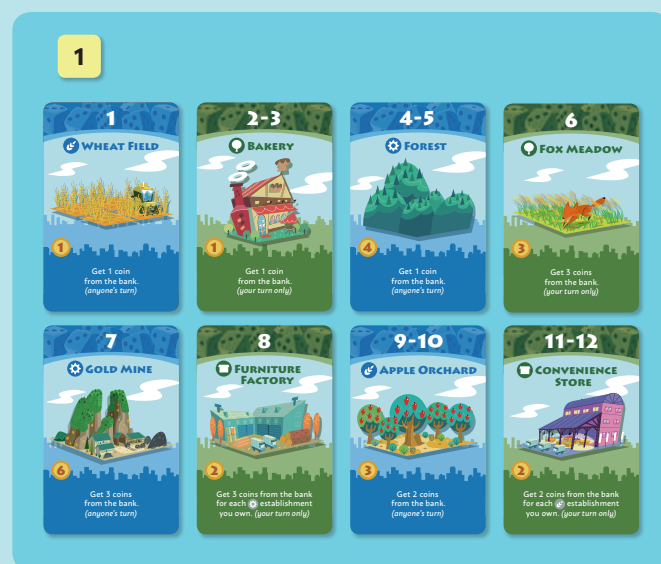 1
1
WHEAT FIELD
1
Get 1 coin
from the bank.
(anyone's turn)
2-3
BAKERY
1
Get 1 coin
from the bank.
(your turn only)
4-5
FOREST
4
Get 1 coin
from the bank.
(anyone's turn)
6
FOX MEADOW
3
Get 3 coins
from the bank.
(your turn only)
7
GOLD MINE
6
Get 3 coins
from the bank.
(anyone's turn)
8
FURNITURE
FACTORY
2
Get 3 coins from the bank
for each establishment
you own. (your turn only)
9-10
APPLE ORCHARD
3
Get 2 coins
from the bank.
(anyone's turn)
11-12
CONVENIENCE
STORE
2
Get 2 coins from the bank
for each establishment
you own. (your turn only)